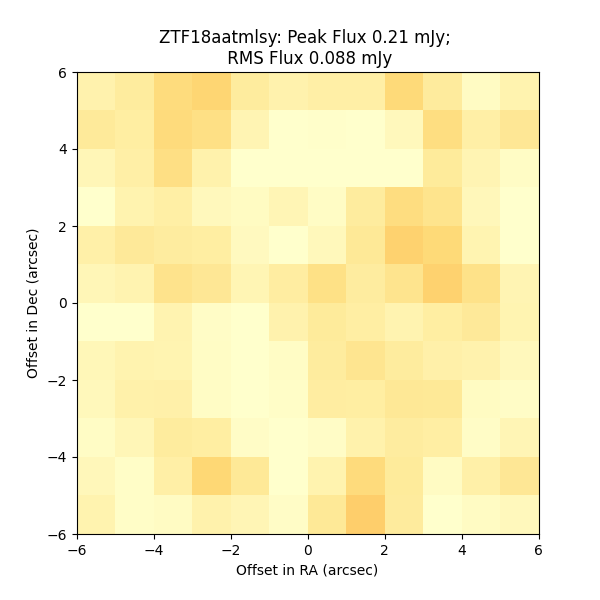 ZTF18aatmlsy: Peak Flux 0.21 mJy;
RMS Flux 0.088 mJy
6
4
2
0
−2
−4
−6
Offset in Dec (arcsec)
−6 −4 −2 0 2 4 6
Offset in RA (arcsec)